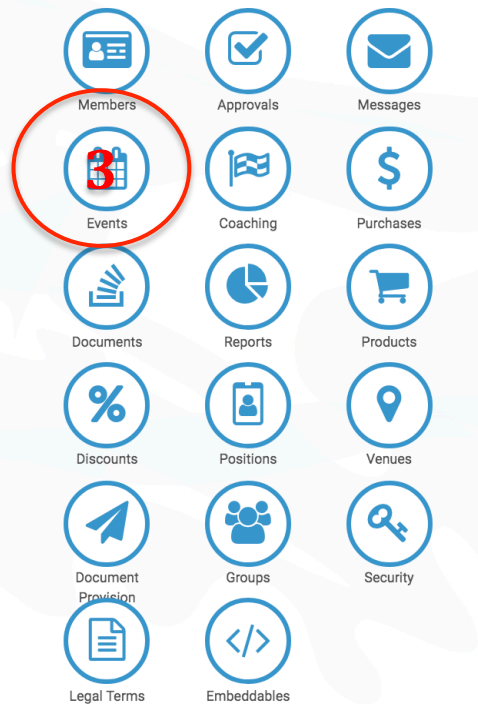 Members Approvals Messages
3
Events Coaching Purchases
Documents Reports Products
Discounts Positions Venues
Document Groups Security
Provision
Legal Terms Embeddables